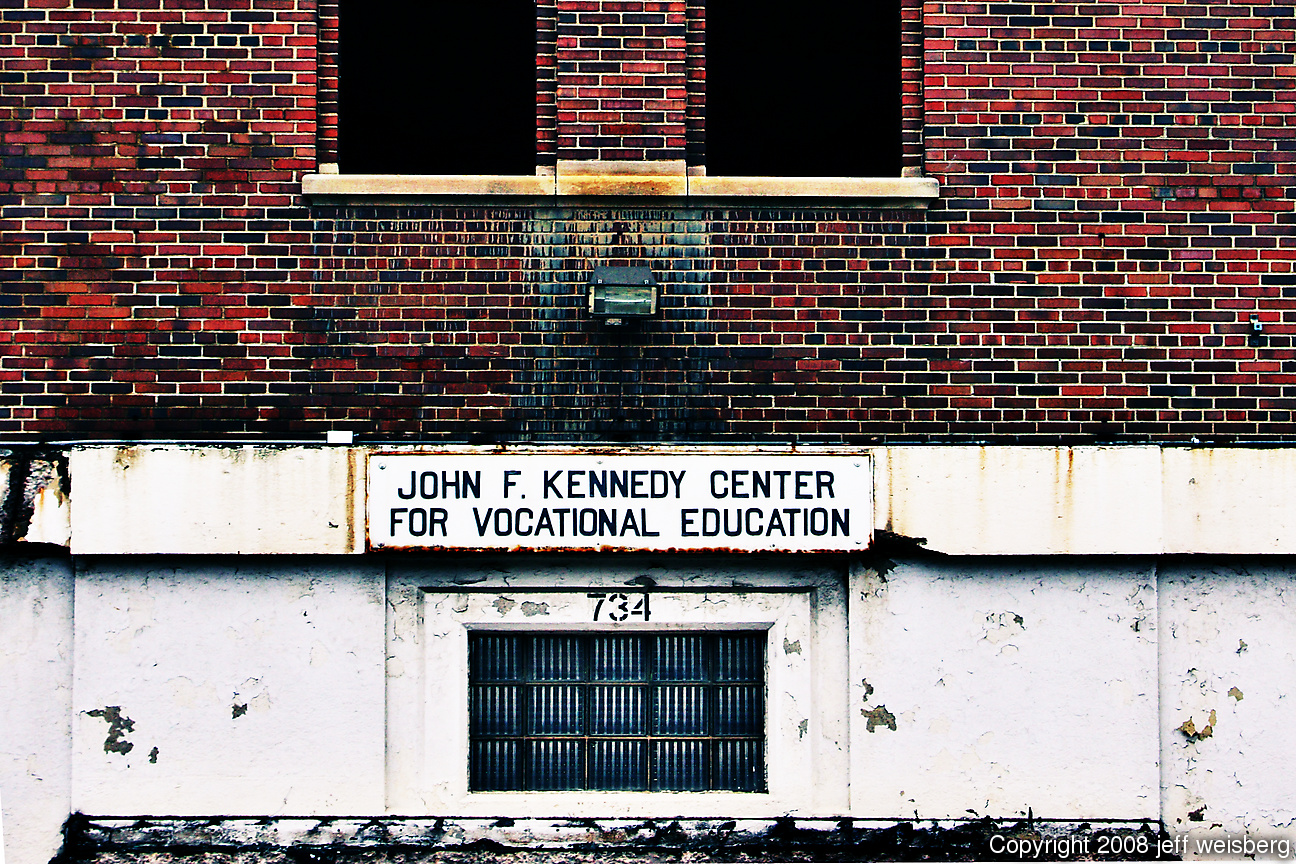 JOHN F. KENNEDY CENTER
FOR VOCATIONAL EDUCATION
734
Copyright 2008 jeff weisberg